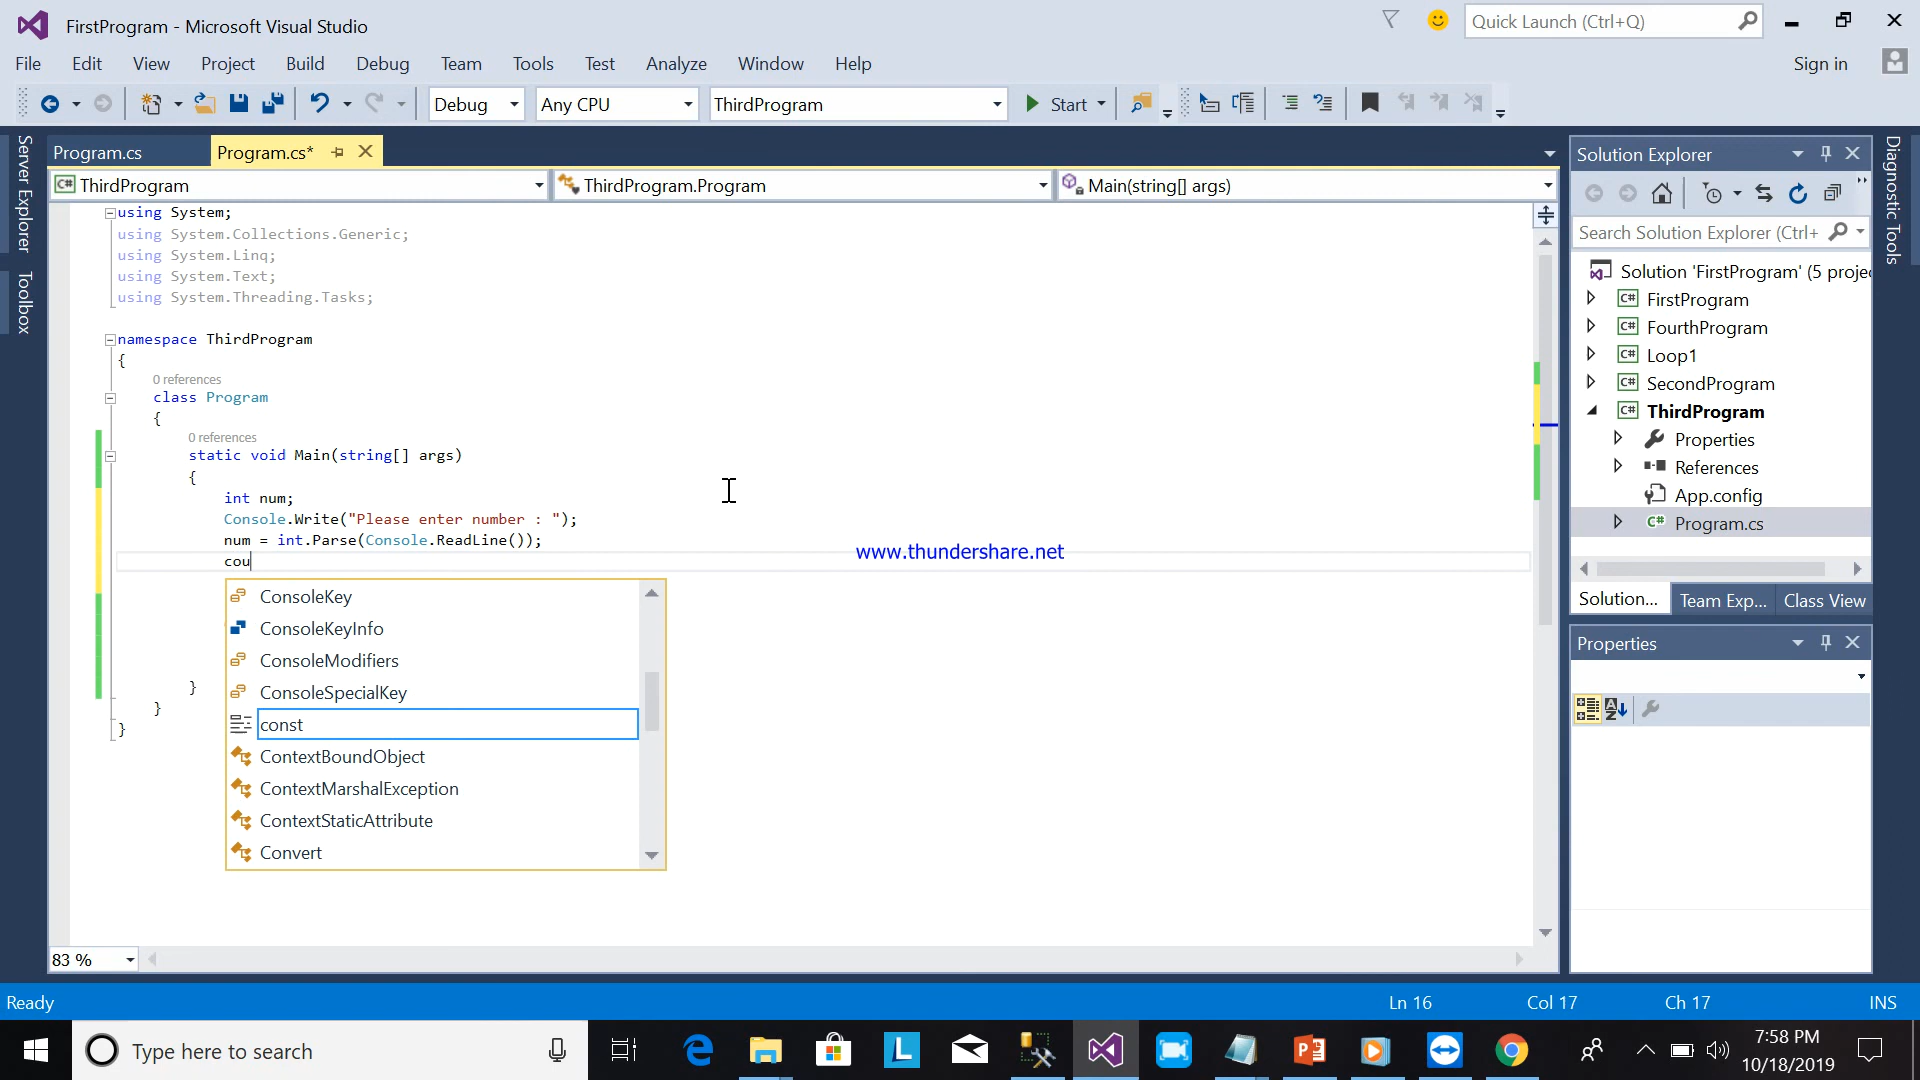 FirstProgram - Microsoft Visual Studio
Quick Launch (Ctrl+Q)
File Edit View Project Build Debug Team Tools Test Analyze Window Help
Sign in
Debug Any CPU ThirdProgram Start
Server Explorer
Toolbox
Program.cs Program.cs*
ThirdProgram ThirdProgram.Program Main(string[] args)
using System;
using System.Collections.Generic;
using System.Linq;
using System.Text;
using System.Threading.Tasks;
namespace ThirdProgram
{
0 references
class Program
{
0 references
static void Main(string[] args)
{
int num;
Console.Write("Please enter number : ");
num = int.Parse(Console.ReadLine());
cou
www.thundershare.net
ConsoleKey
ConsoleKeyInfo
ConsoleModifiers
ConsoleSpecialKey
const
ContextBoundObject
ContextMarshalException
ContextStaticAttribute
Convert
}
}
}
83 %
Solution Explorer
Search Solution Explorer (Ctrl+
Solution 'FirstProgram' (5 proje
C# FirstProgram
C# FourthProgram
C# Loop1
C# SecondProgram
C# ThirdProgram
Properties
References
App.config
C# Program.cs
Solution... Team Exp... Class View
Properties
Diagnostic Tools
Ready Ln 16 Col 17 Ch 17 INS
Type here to search
7:58 PM
10/18/2019